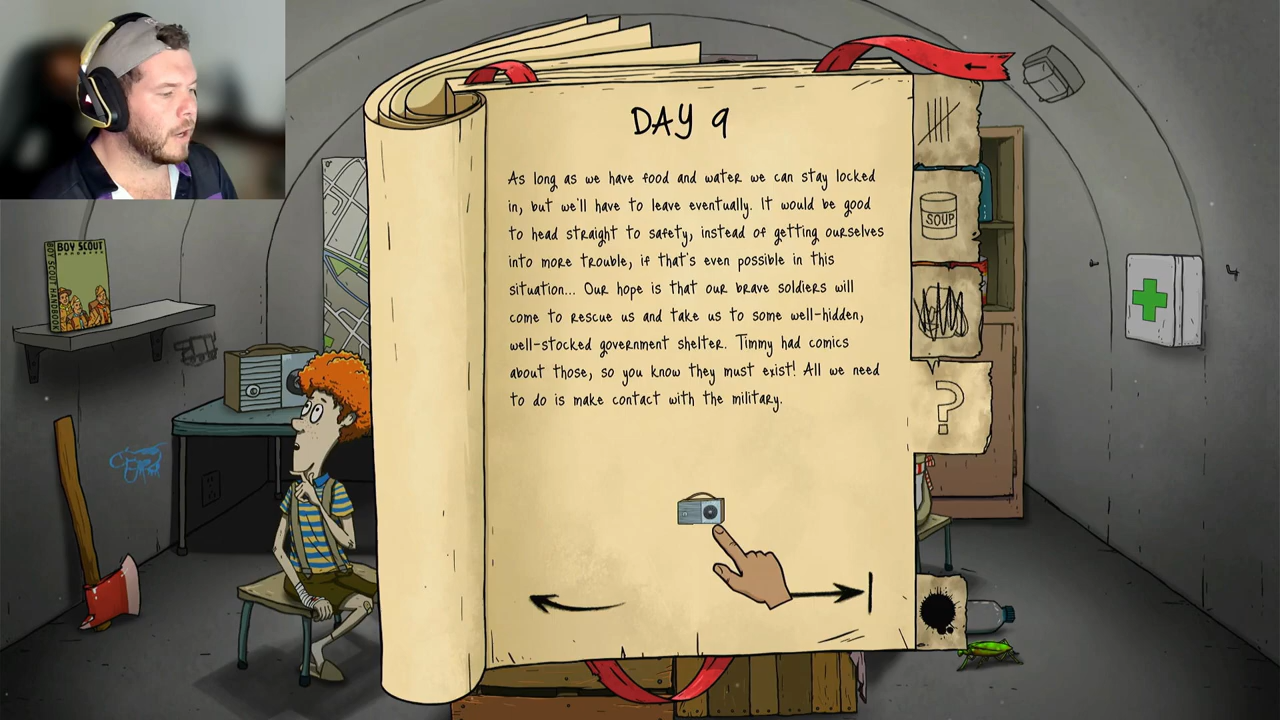 DAY 9
As long as we have food and water we can stay locked
in, but we'll have to leave eventually. It would be good
to head straight to safety, instead of getting ourselves
into more trouble, if that's even possible in this
situation... Our hope is that our brave soldiers will
come to rescue us and take us to some well-hidden,
well-stocked government shelter. Timmy had comics
about those, so you know they must exist! All we need
to do is make contact with the military.
SOUP
?
BOY SCOUT
BOY SCOUT HANDBOOK